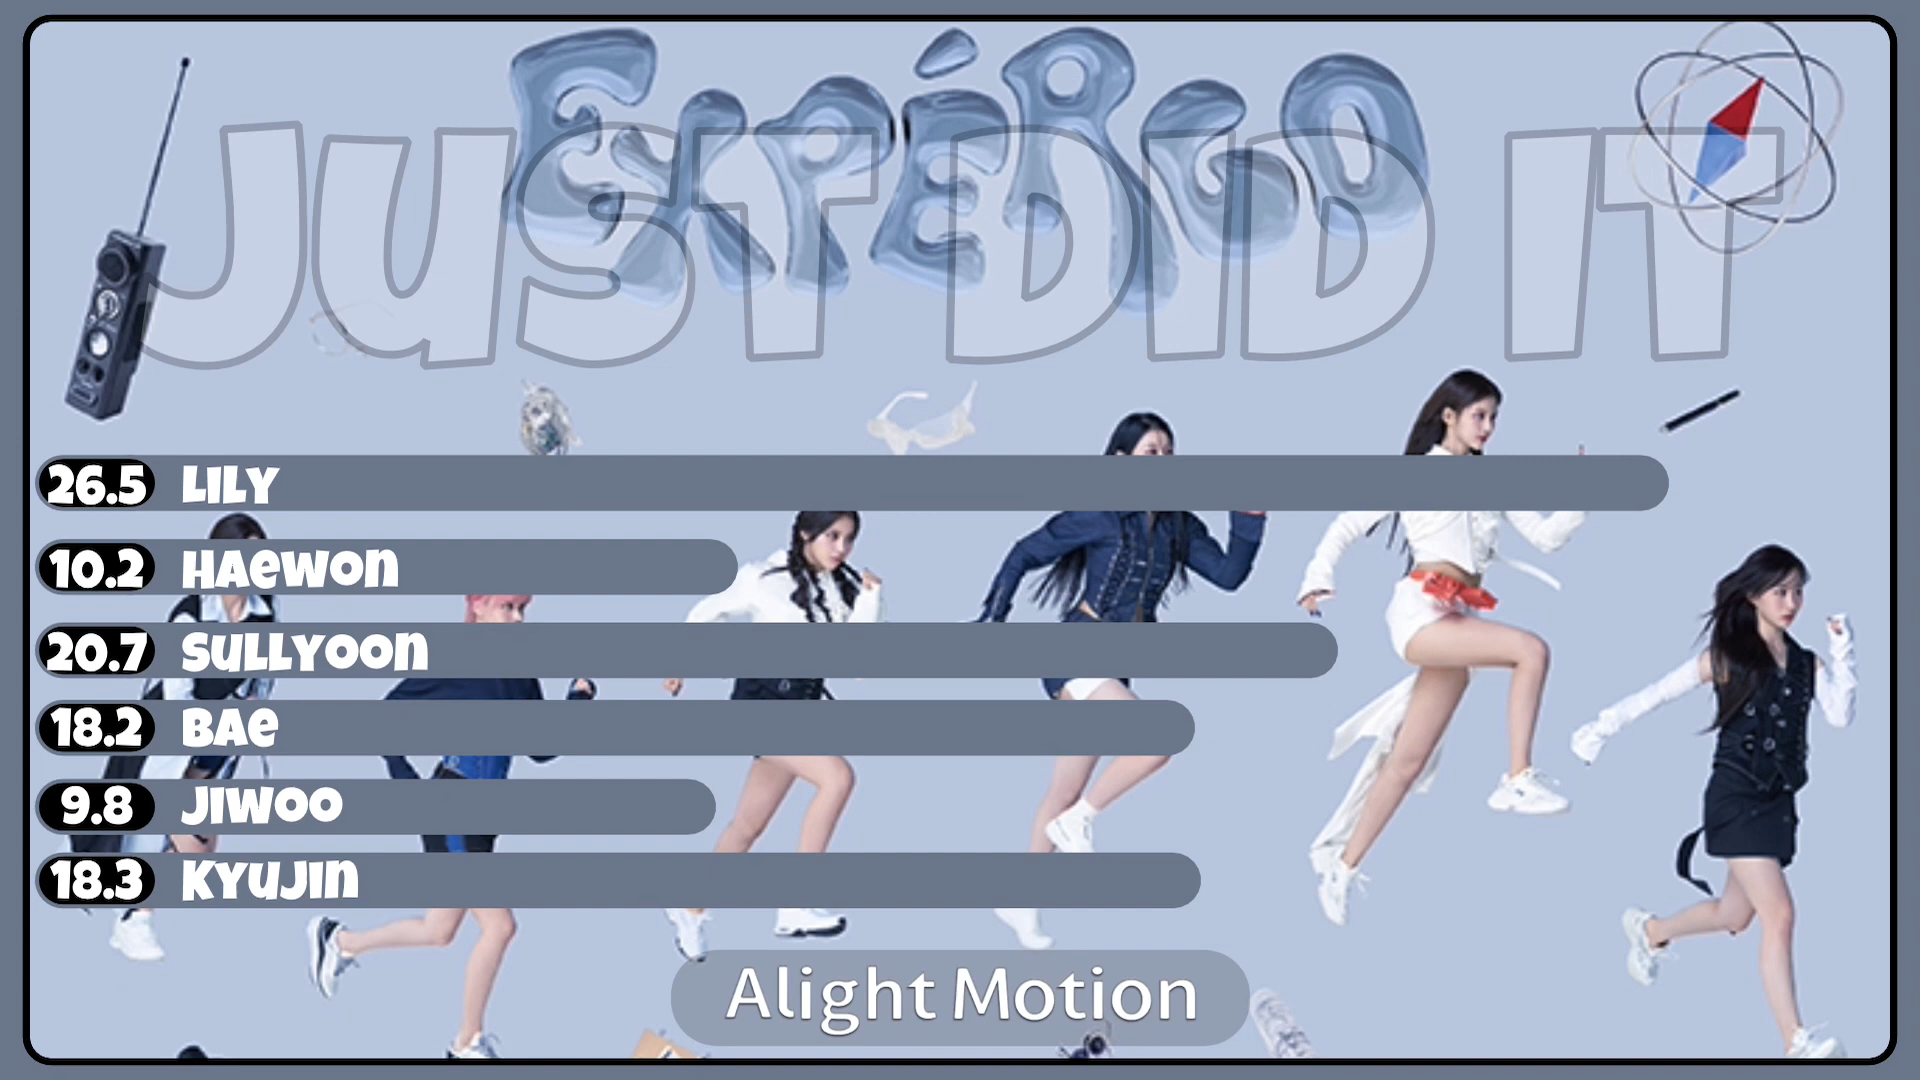 EXPÉRGO
JUST DID IT
26.5 LILY
10.2 HAEWON
20.7 SULLYOON
18.2 BAE
9.8 JIWOO
18.3 KYUJIN
Alight Motion